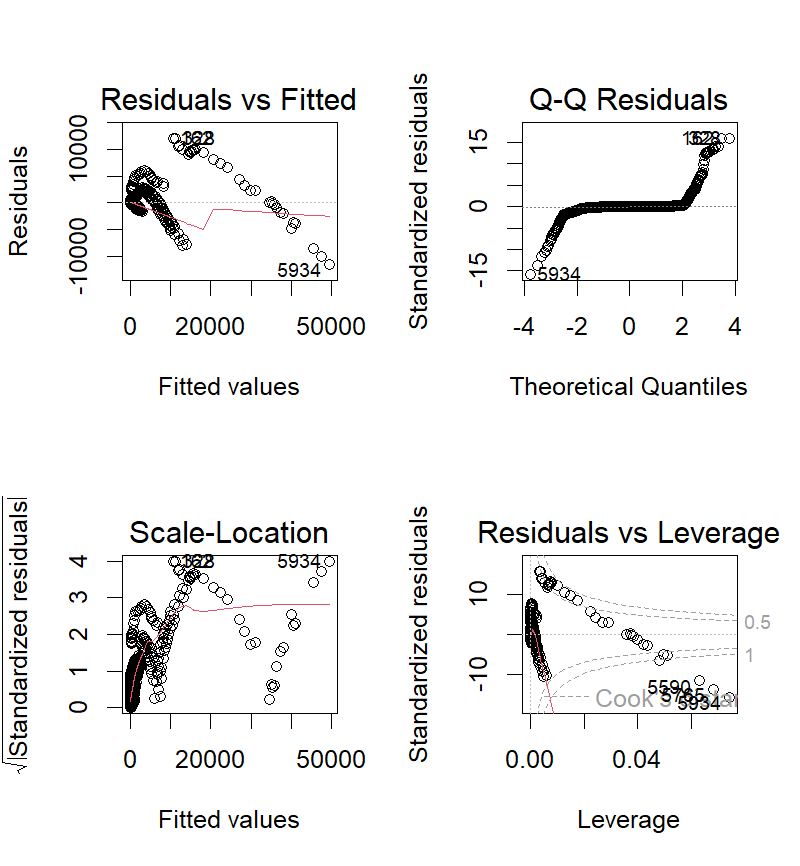 Residuals vs Fitted
Residuals
10000
-10000
0 20000 50000
Fitted values
5934
Q-Q Residuals
Standardized residuals
15
0
-15
-4 -2 0 2 4
Theoretical Quantiles
5934
Scale-Location
√|Standardized residuals|
4
3
2
1
0
0 20000 50000
Fitted values
5934
Residuals vs Leverage
Standardized residuals
10
-10
0.00 0.04
Leverage
0.5
1
5590
5765
5934
Cook's